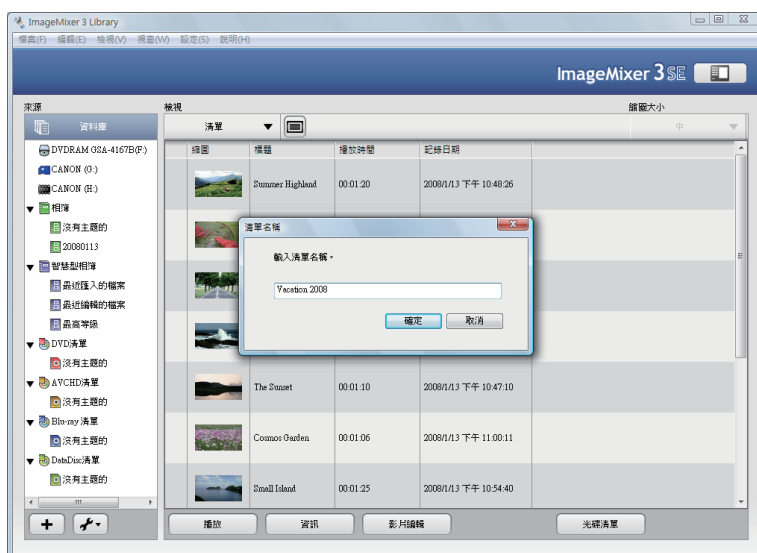 ImageMixer 3 Library
檔案(F) 編輯(E) 檢視(V) 視窗(W) 設定(S) 說明(H)
ImageMixer 3 SE
來源
檢視
縮圖大小
資料庫
清單
中
DVDRAM GSA-4167B(F:)
CANON (G:)
CANON (H:)
相簿
沒有主題的
20080113
智慧型相簿
最近匯入的檔案
最近編輯的檔案
最高等級
DVD清單
沒有主題的
AVCHD清單
沒有主題的
Blu-ray 清單
沒有主題的
DataDisc清單
沒有主題的
縮圖 標題 播放時間 記錄日期
Summer Highland 00:01:20 2008/1/13 下午 10:48:26
清單名稱
輸入清單名稱。
Vacation 2008
確定 取消
The Sunset 00:01:10 2008/1/13 下午 10:47:10
Cosmos Garden 00:01:06 2008/1/13 下午 11:00:11
Small Island 00:01:25 2008/1/13 下午 10:54:40
播放 資訊 影片編輯 光碟清單